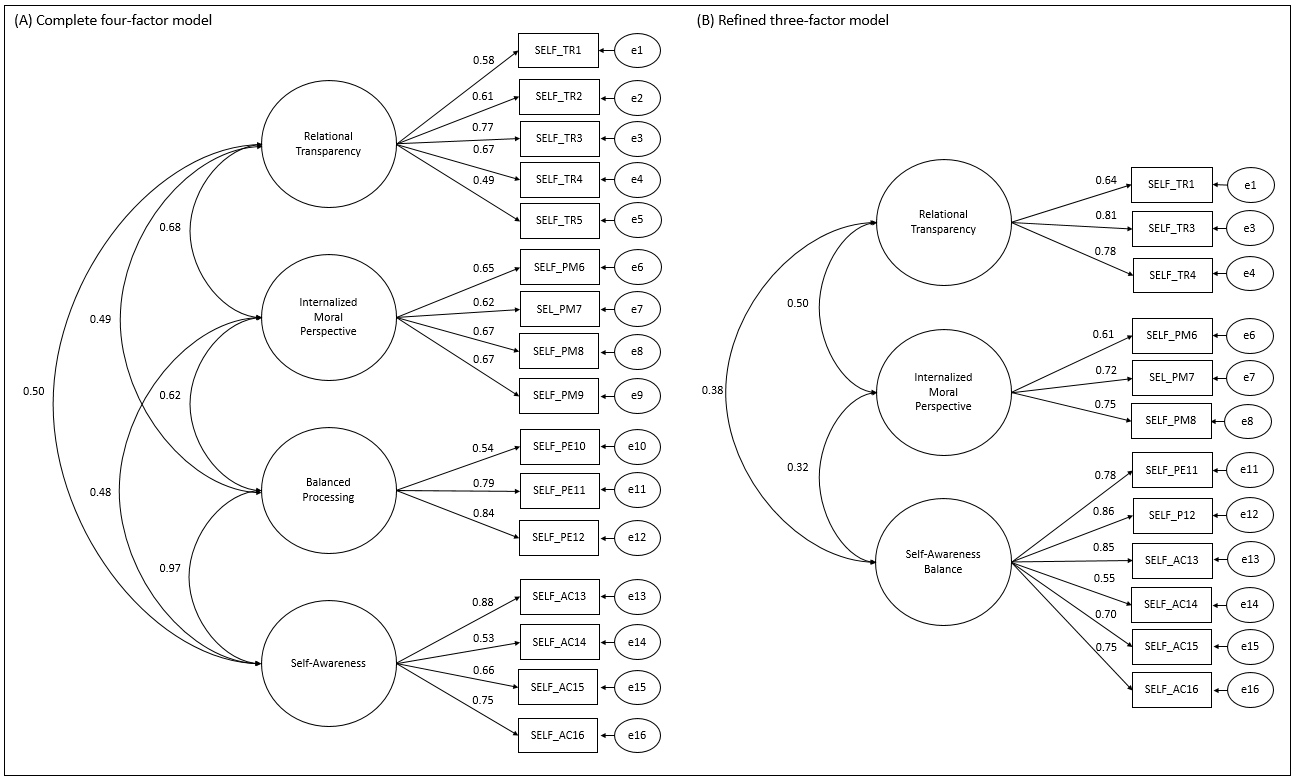 (A) Complete four-factor model
0.58
SELF_TR1
e1
0.61
SELF_TR2
e2
0.77
SELF_TR3
e3
0.67
SELF_TR4
e4
0.49
SELF_TR5
e5
Relational
Transparency
0.68
0.65
SELF_PM6
e6
0.62
SEL_PM7
e7
0.67
SELF_PM8
e8
0.67
SELF_PM9
e9
Internalized
Moral
Perspective
0.49
0.50
0.62
0.54
SELF_PE10
e10
0.79
SELF_PE11
e11
0.84
SELF_PE12
e12
Balanced
Processing
0.48
0.97
0.88
SELF_AC13
e13
0.53
SELF_AC14
e14
0.66
SELF_AC15
e15
0.75
SELF_AC16
e16
Self-Awareness
(B) Refined three-factor model
0.64
SELF_TR1
e1
0.81
SELF_TR3
e3
0.78
SELF_TR4
e4
Relational
Transparency
0.50
0.61
SELF_PM6
e6
0.72
SEL_PM7
e7
0.75
SELF_PM8
e8
Internalized
Moral
Perspective
0.38
0.32
0.78
SELF_PE11
e11
0.86
SELF_P12
e12
0.85
SELF_AC13
e13
0.55
SELF_AC14
e14
0.70
SELF_AC15
e15
0.75
SELF_AC16
e16
Self-Awareness
Balance